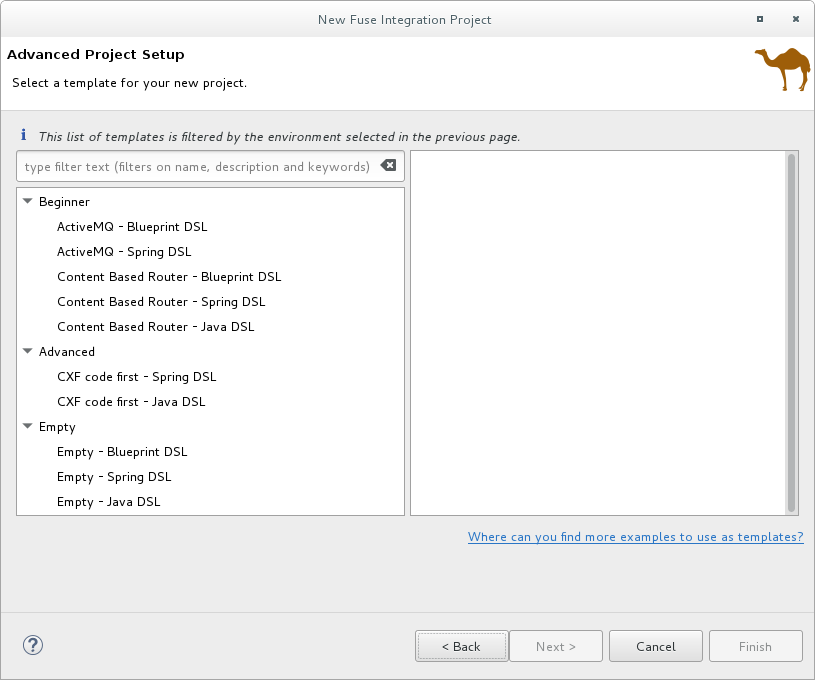 New Fuse Integration Project
Advanced Project Setup
Select a template for your new project.
This list of templates is filtered by the environment selected in the previous page.
type filter text (filters on name, description and keywords)
Beginner
ActiveMQ - Blueprint DSL
ActiveMQ - Spring DSL
Content Based Router - Blueprint DSL
Content Based Router - Spring DSL
Content Based Router - Java DSL
Advanced
CXF code first - Spring DSL
CXF code first - Java DSL
Empty
Empty - Blueprint DSL
Empty - Spring DSL
Empty - Java DSL
Where can you find more examples to use as templates?
? < Back Next > Cancel Finish